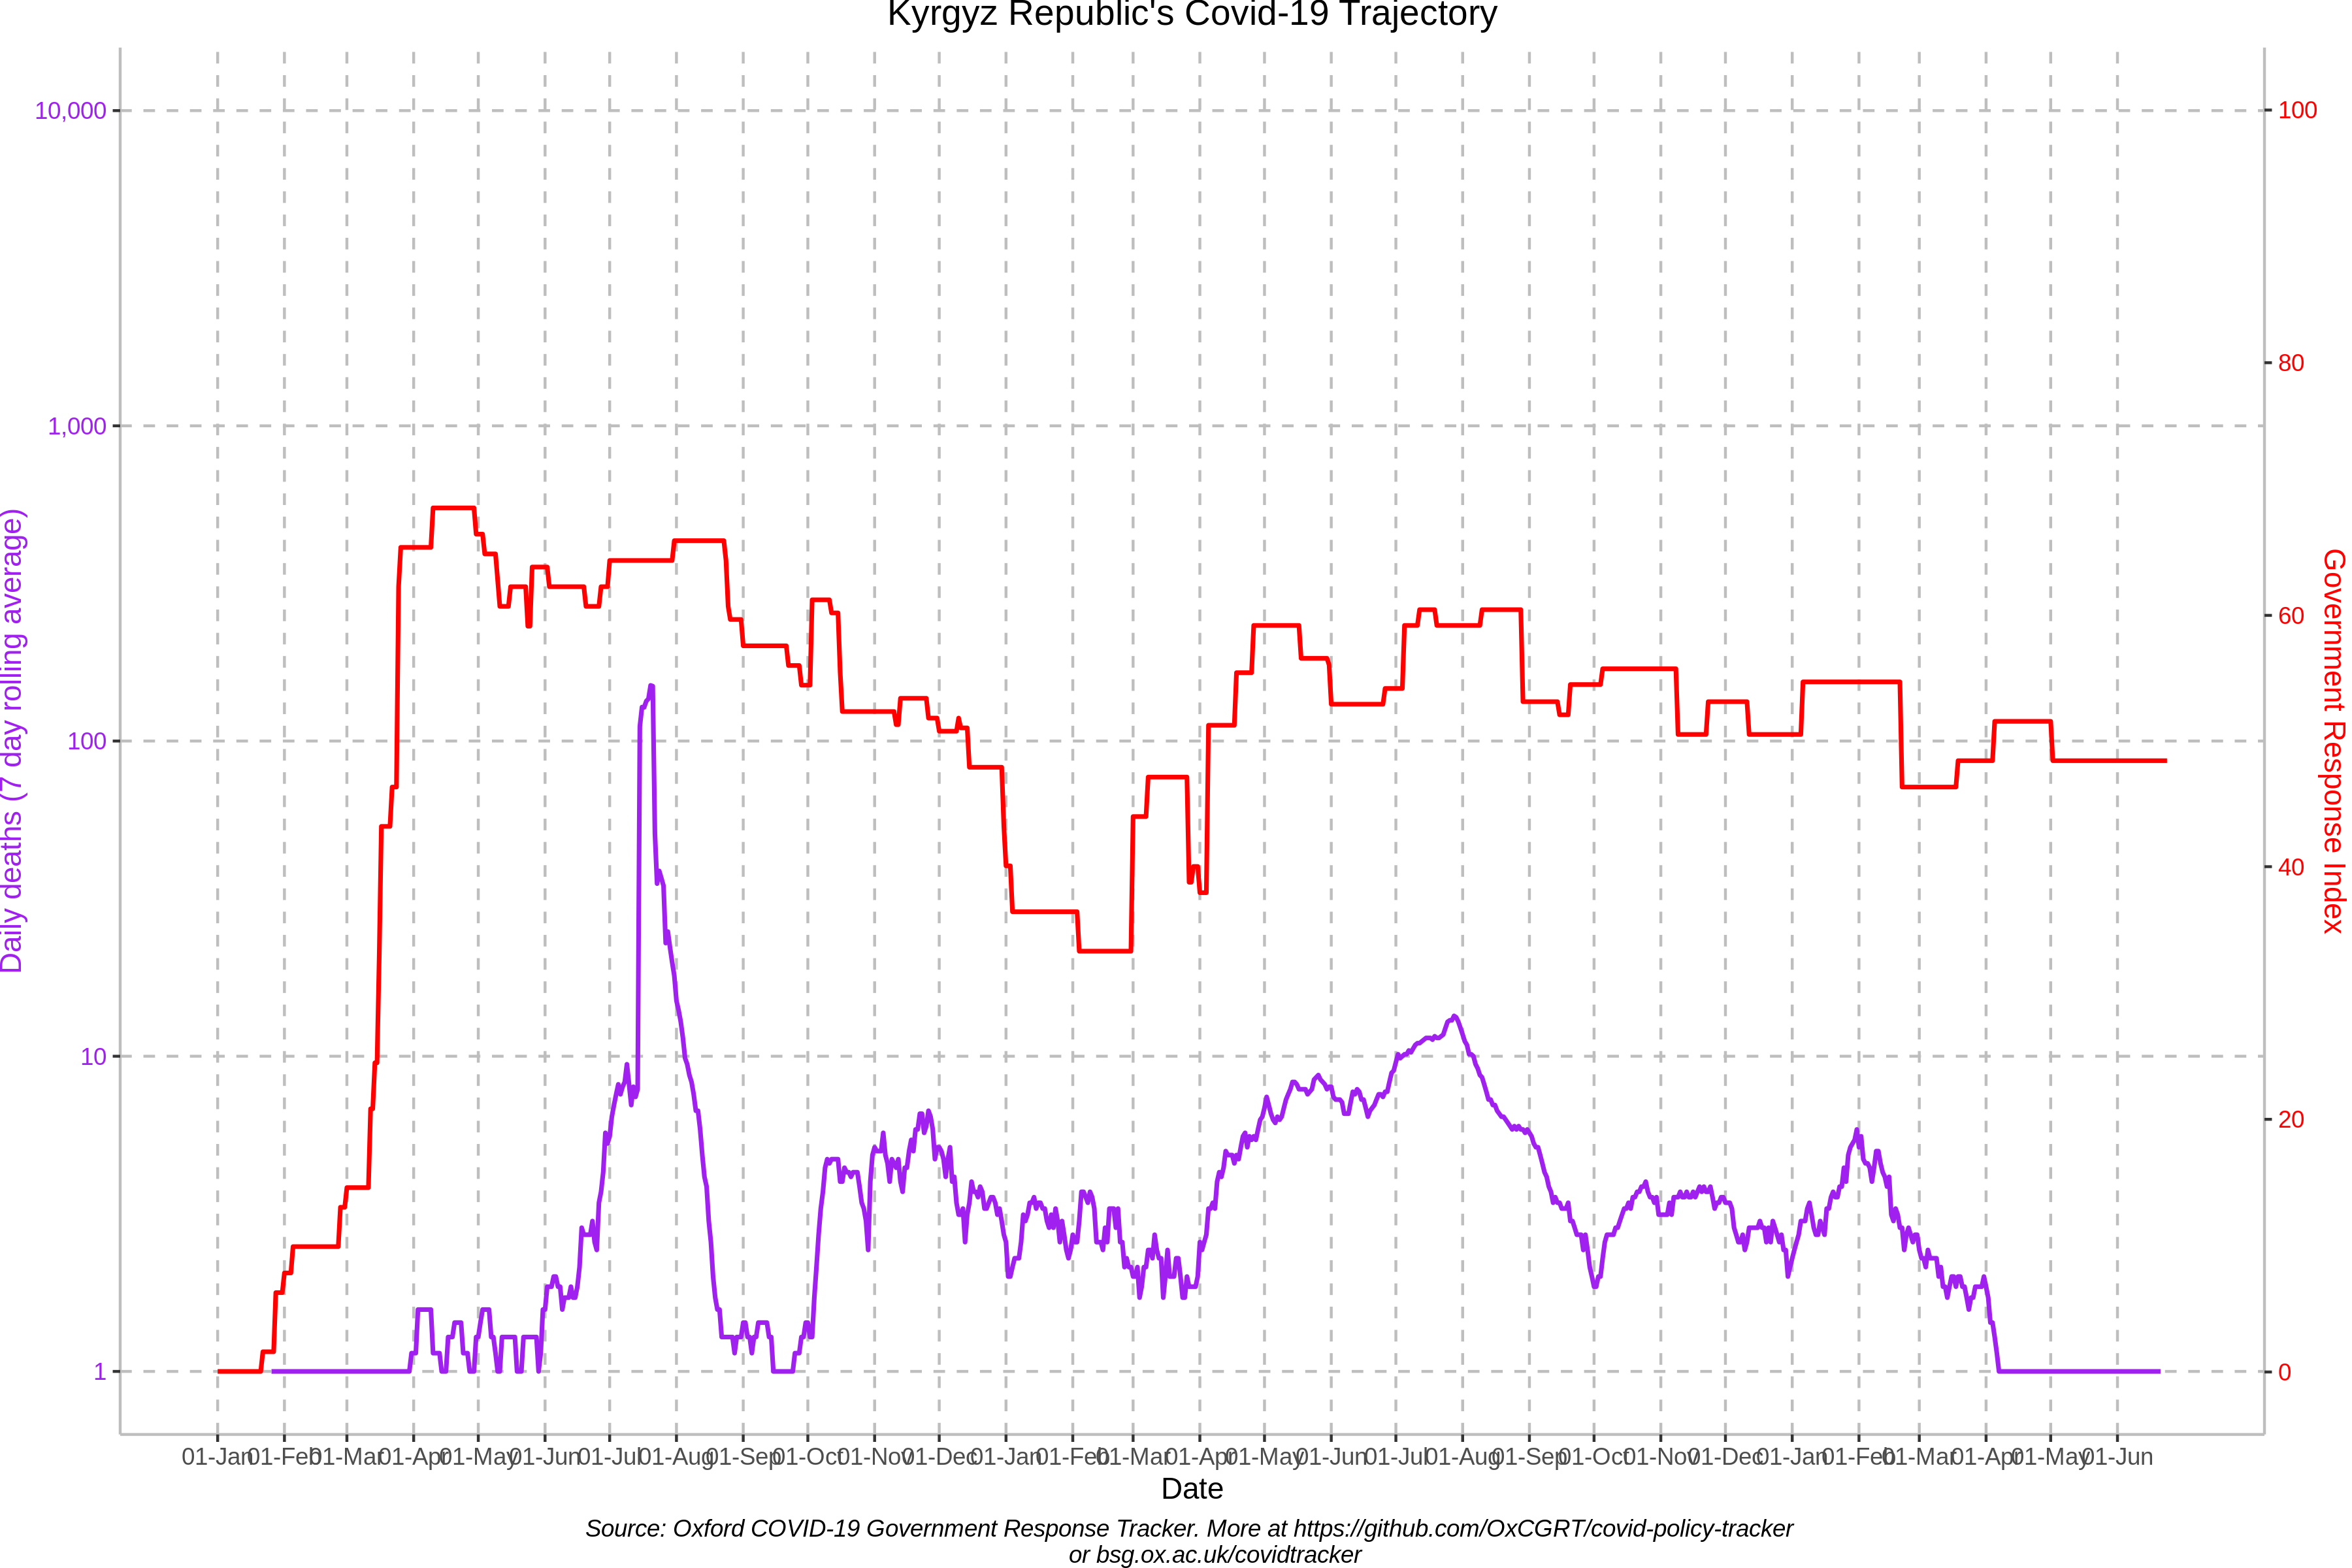 Kyrgyz Republic's Covid-19 Trajectory
10,000
1,000
100
10
1
Daily deaths (7 day rolling average)
100
80
60
40
20
0
Government Response Index
01-Jan 01-Feb 01-Mar 01-Apr 01-May 01-Jun 01-Jul 01-Aug 01-Sep 01-Oct 01-Nov 01-Dec 01-Jan 01-Feb 01-Mar 01-Apr 01-May 01-Jun 01-Jul 01-Aug 01-Sep 01-Oct 01-Nov 01-Dec 01-Jan 01-Feb 01-Mar 01-Apr 01-May 01-Jun
Date
Source: Oxford COVID-19 Government Response Tracker. More at https://github.com/OxCGRT/covid-policy-tracker
or bsg.ox.ac.uk/covidtracker